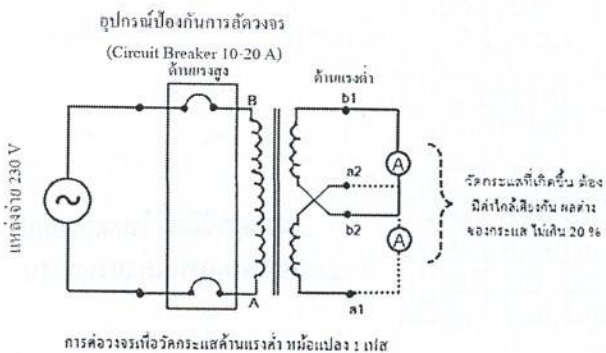 อุปกรณ์ป้องกันการลัดวงจร
(Circuit Breaker 10-20 A)
ด้านแรงสูง
ด้านแรงต่ำ
B
b1
แหล่งจ่าย 230 V
A
a2
b2
A
วัดกระแสที่เกิดขึ้น ต้อง
มีค่าใกล้เคียงกัน ผลต่าง
ของกระแส ไม่เกิน 20 %
A
a1
การต่อวงจรเพื่อวัดกระแสด้านแรงต่ำ หม้อแปลง 1 เฟส